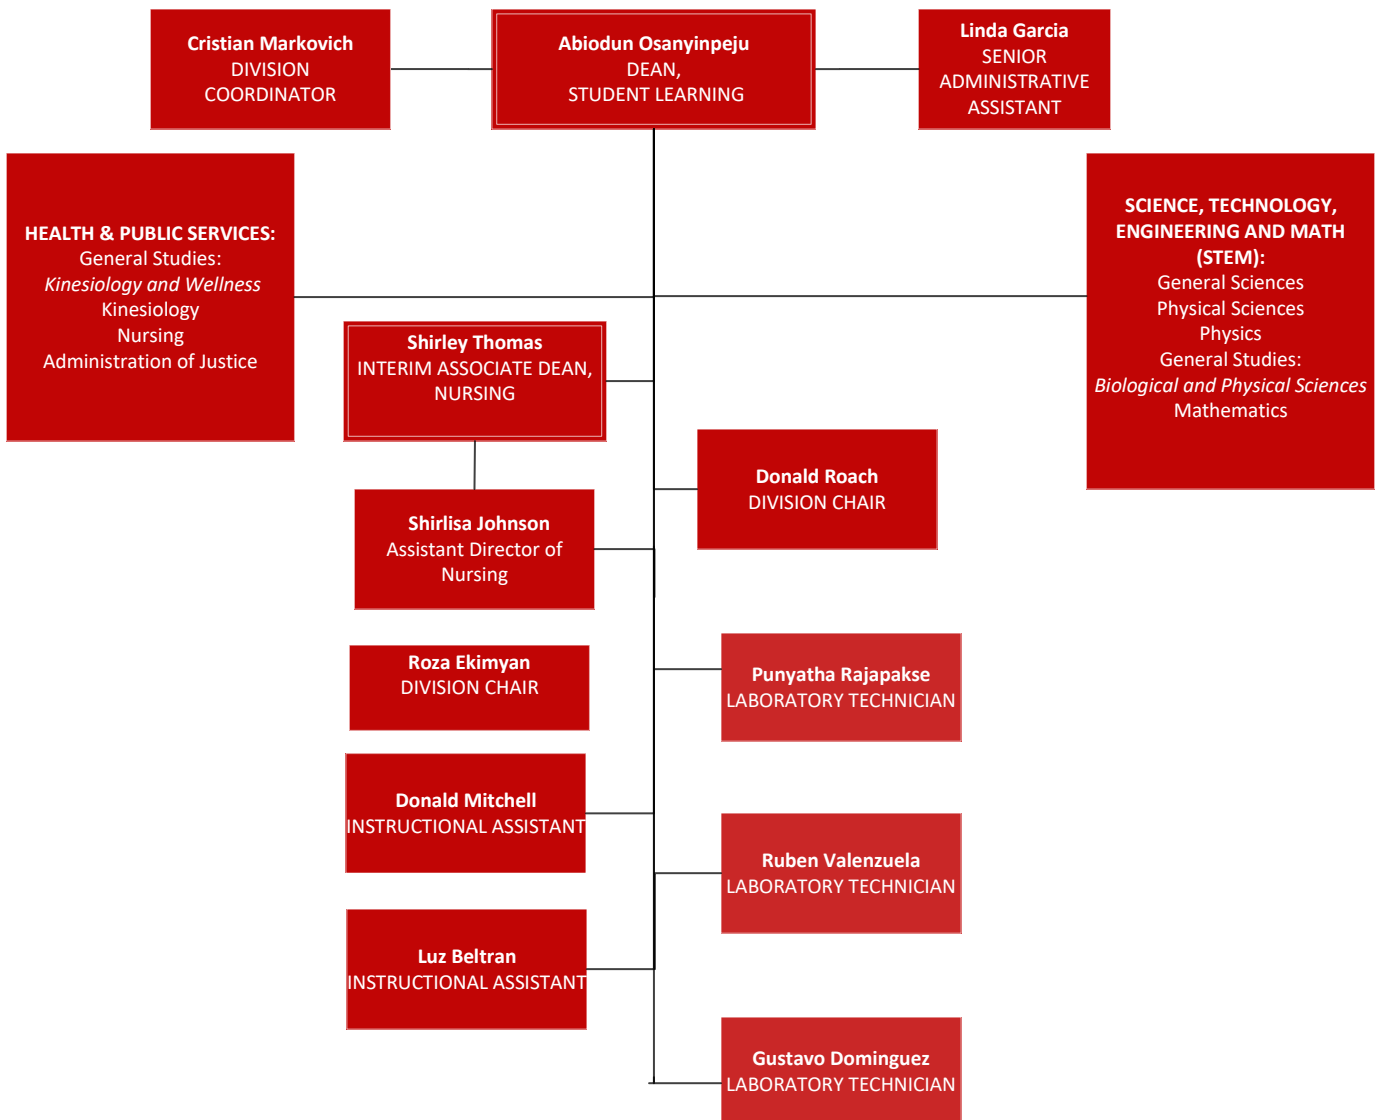 Cristian Markovich
DIVISION
COORDINATOR
Abiodun Osanyinpeju
DEAN,
STUDENT LEARNING
Linda Garcia
SENIOR
ADMINISTRATIVE
ASSISTANT
HEALTH & PUBLIC SERVICES:
General Studies:
Kinesiology and Wellness
Kinesiology
Nursing
Administration of Justice
SCIENCE, TECHNOLOGY,
ENGINEERING AND MATH
(STEM):
General Sciences
Physical Sciences
Physics
General Studies:
Biological and Physical Sciences
Mathematics
Shirley Thomas
INTERIM ASSOCIATE DEAN,
NURSING
Donald Roach
DIVISION CHAIR
Shirlisa Johnson
Assistant Director of
Nursing
Roza Ekimyan
DIVISION CHAIR
Punyatha Rajapakse
LABORATORY TECHNICIAN
Donald Mitchell
INSTRUCTIONAL ASSISTANT
Ruben Valenzuela
LABORATORY TECHNICIAN
Luz Beltran
INSTRUCTIONAL ASSISTANT
Gustavo Dominguez
LABORATORY TECHNICIAN